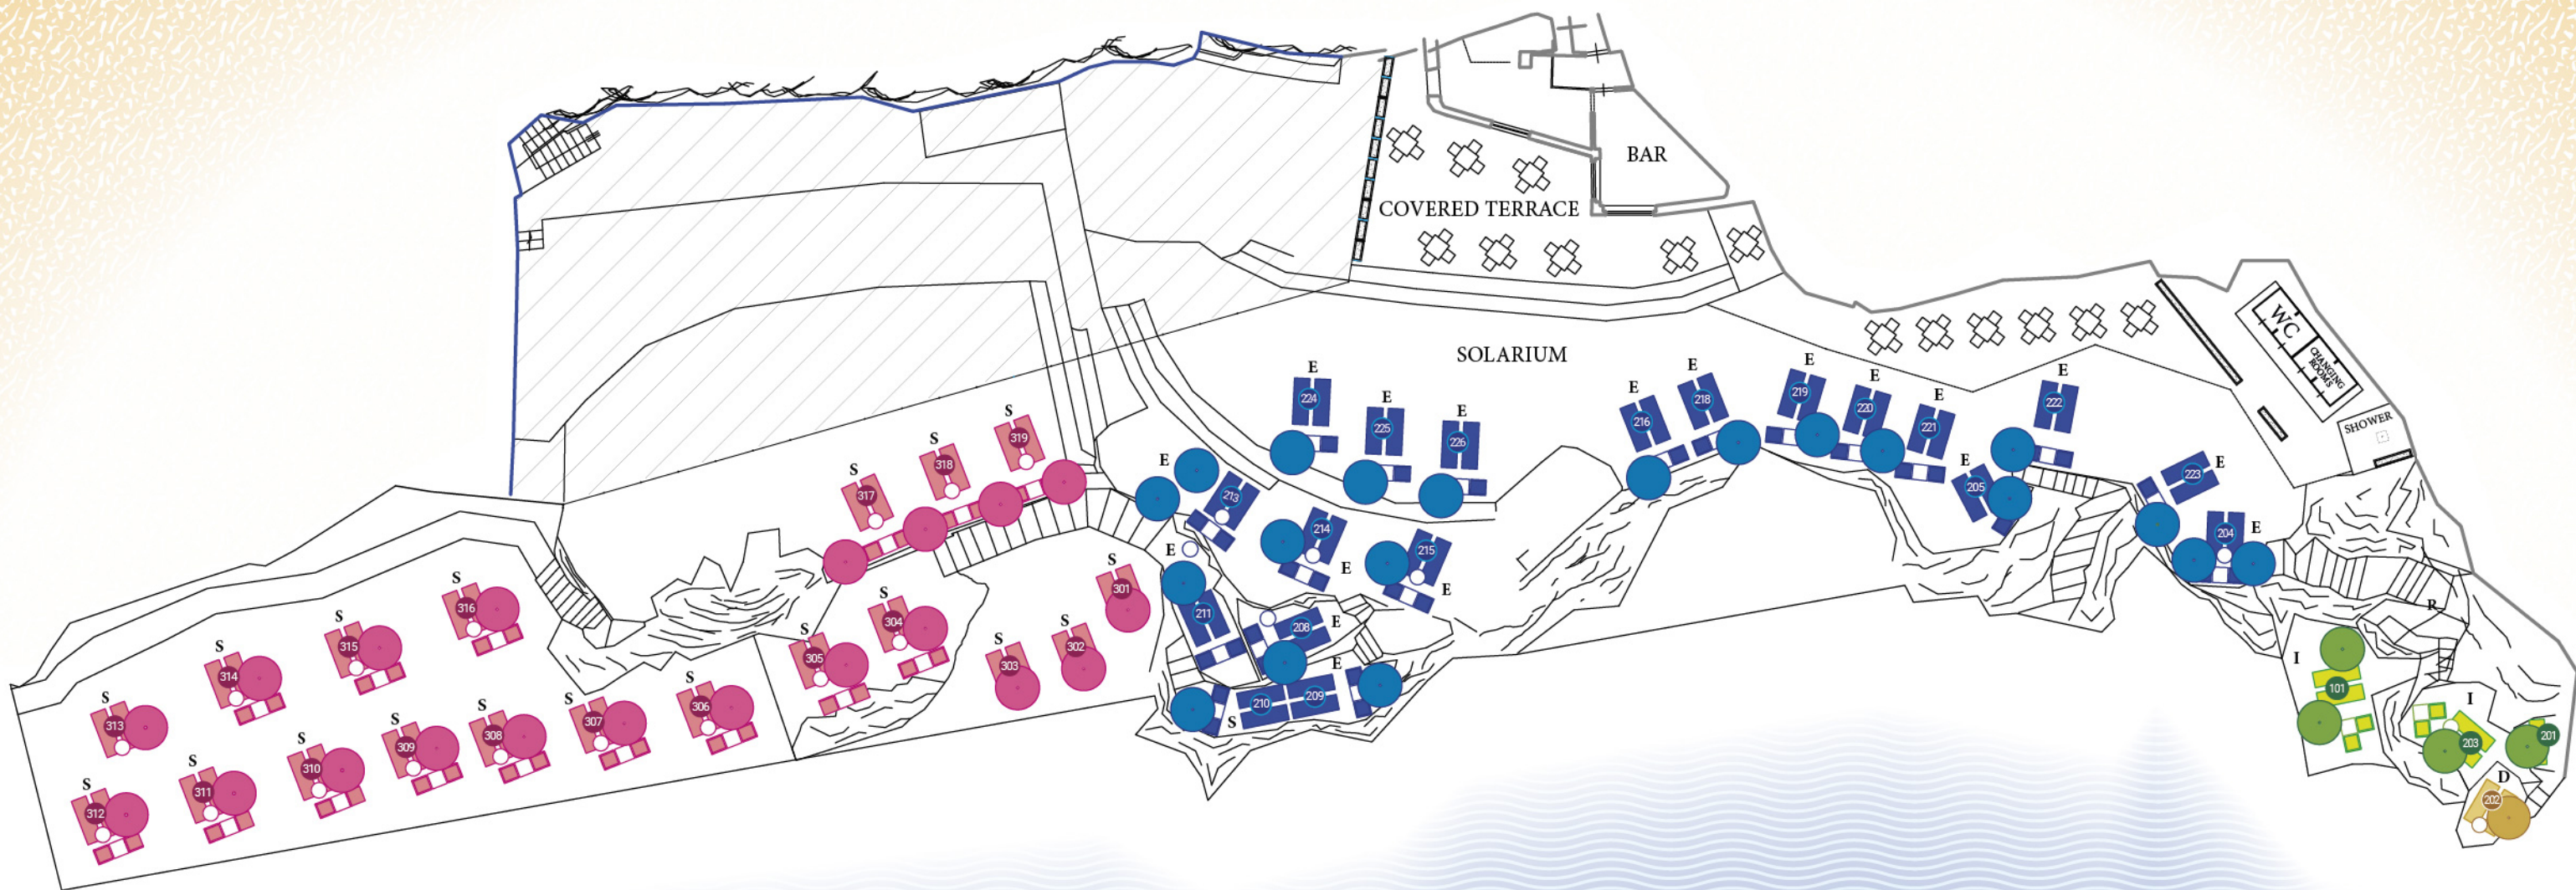 BAR
COVERED TERRACE
SOLARIUM
WC
CHANGING
ROOMS
SHOWER
E
224
E
225
E
226
E
216
E
218
E
219
E
220
E
221
E
222
E
205
E
223
204 E
S
319
S
318
S
317
E
213
214
E
215
E
E
211
208 E
E
210 209
S
S
301
S
302
S
303
S
304
S
305
S
306
S
307
S
308
S
309
S
310
S
311
S
312
S
313
S
314
S
315
S
316
R
I
101
I
203
201
D
202